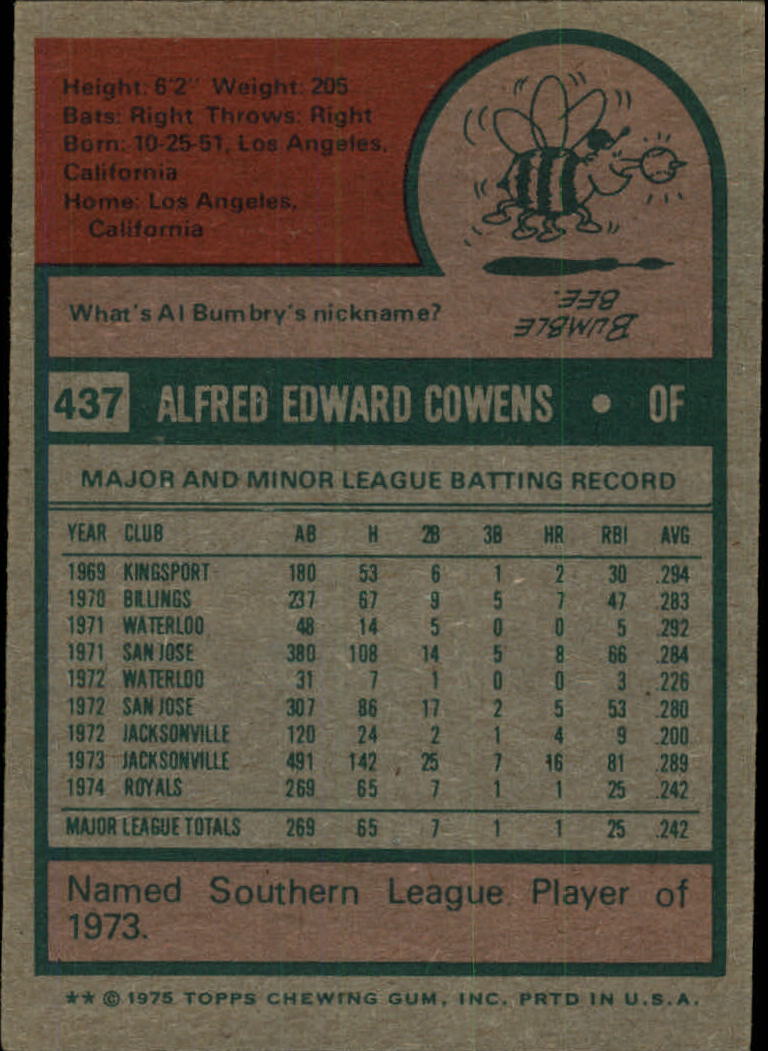 Height: 6'2" Weight: 205
Bats: Right Throws: Right
Born: 10-25-51, Los Angeles,
California
Home: Los Angeles,
California
What's Al Bumbry's nickname?
BUMBLE
BEE.
437 ALFRED EDWARD COWENS • OF
MAJOR AND MINOR LEAGUE BATTING RECORD
YEAR CLUB AB H 2B 3B HR RBI AVG
1969 KINGSPORT 180 53 6 1 2 30 .294
1970 BILLINGS 237 67 9 5 7 47 .283
1971 WATERLOO 48 14 5 0 0 5 .292
1971 SAN JOSE 380 108 14 5 8 66 .284
1972 WATERLOO 31 7 1 0 0 3 .226
1972 SAN JOSE 307 86 17 2 5 53 .280
1972 JACKSONVILLE 120 24 2 1 4 9 .200
1973 JACKSONVILLE 491 142 25 7 16 81 .289
1974 ROYALS 269 65 7 1 1 25 .242
MAJOR LEAGUE TOTALS 269 65 7 1 1 25 .242
Named Southern League Player of
1973.
** © 1975 TOPPS CHEWING GUM, INC. PRTD IN U.S.A.